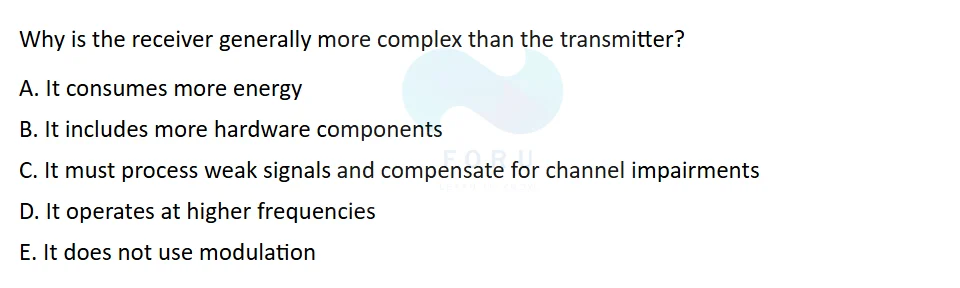 Why is the receiver generally more complex than the transmitter?
A. It consumes more energy
B. It includes more hardware components
FORU
C. It must process weak signals and compensate for channel impairments
D. It operates at higher frequencies
E. It does not use modulation